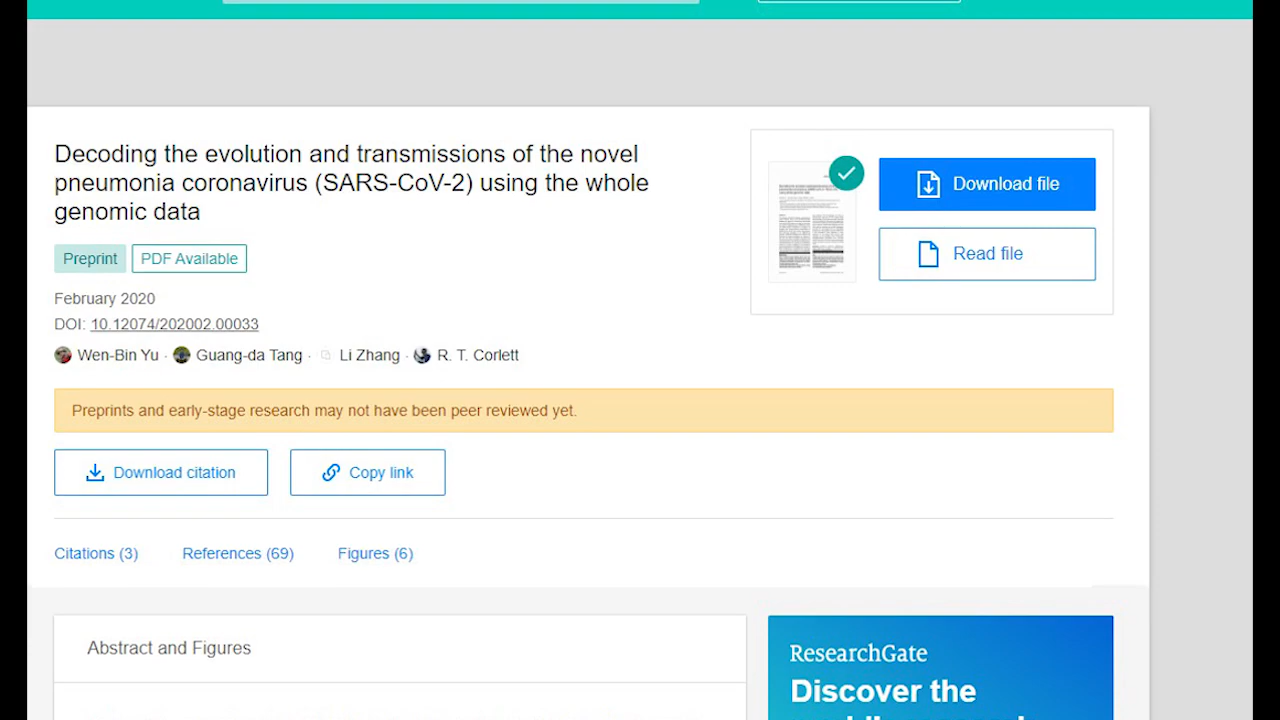 Decoding the evolution and transmissions of the novel
pneumonia coronavirus (SARS-CoV-2) using the whole
genomic data
Preprint PDF Available
February 2020
DOI: 10.12074/202002.00033
Wen-Bin Yu · Guang-da Tang · Li Zhang · R. T. Corlett
Download file
Read file
Preprints and early-stage research may not have been peer reviewed yet.
Download citation Copy link
Citations (3) References (69) Figures (6)
Abstract and Figures
ResearchGate
Discover the